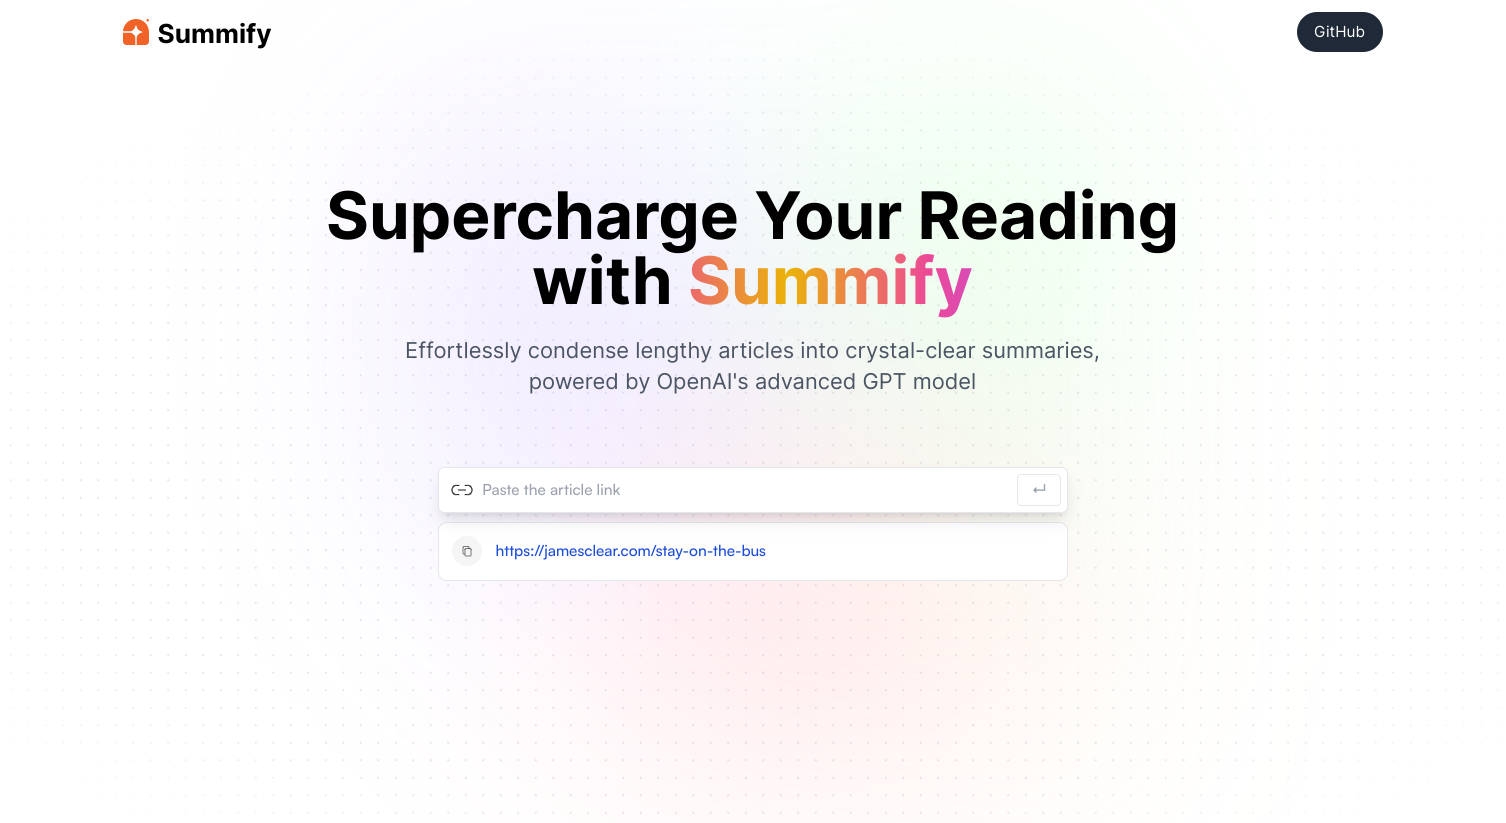 Summify
GitHub
Supercharge Your Reading
with Summify
Effortlessly condense lengthy articles into crystal-clear summaries,
powered by OpenAI's advanced GPT model
Paste the article link
https://jamesclear.com/stay-on-the-bus